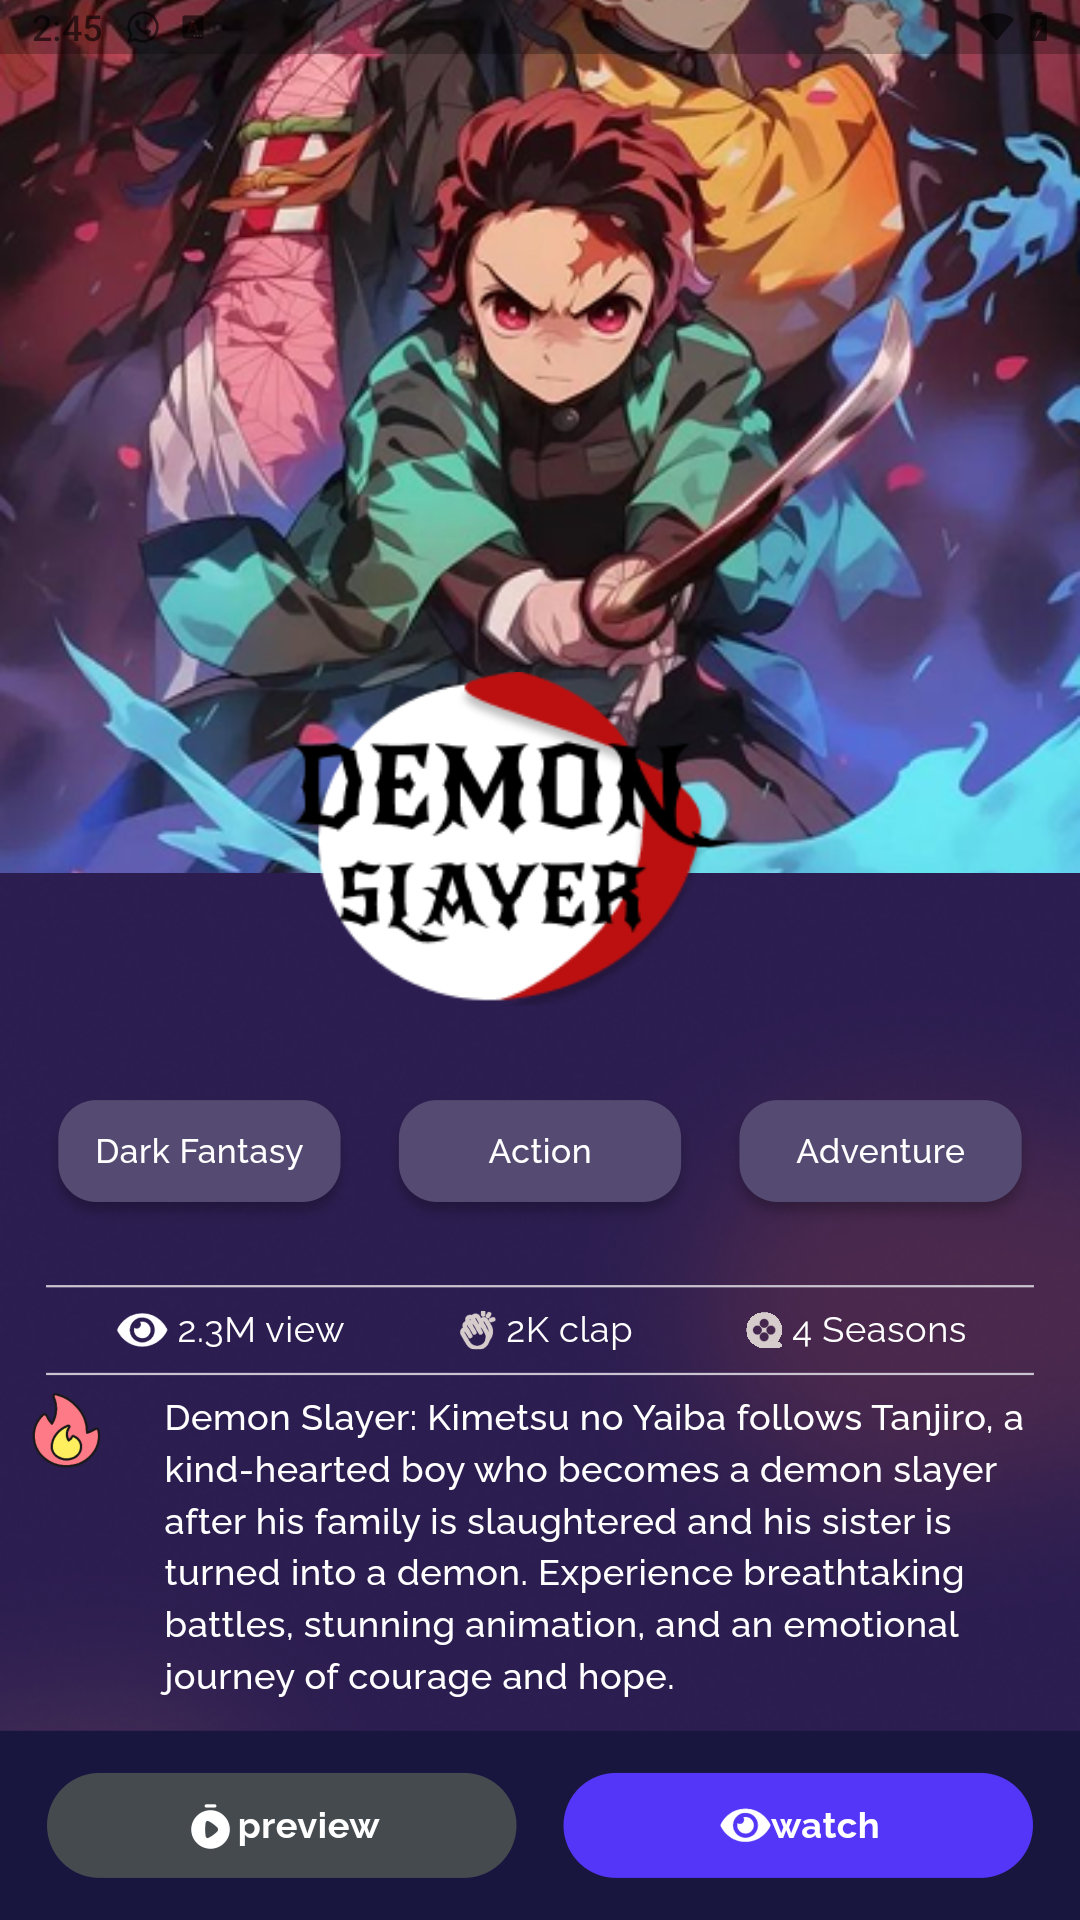 2:45
DEMON
SLAYER
Dark Fantasy
Action
Adventure
2.3M view
2K clap
4 Seasons
Demon Slayer: Kimetsu no Yaiba follows Tanjiro, a
kind-hearted boy who becomes a demon slayer
after his family is slaughtered and his sister is
turned into a demon. Experience breathtaking
battles, stunning animation, and an emotional
journey of courage and hope.
preview
watch